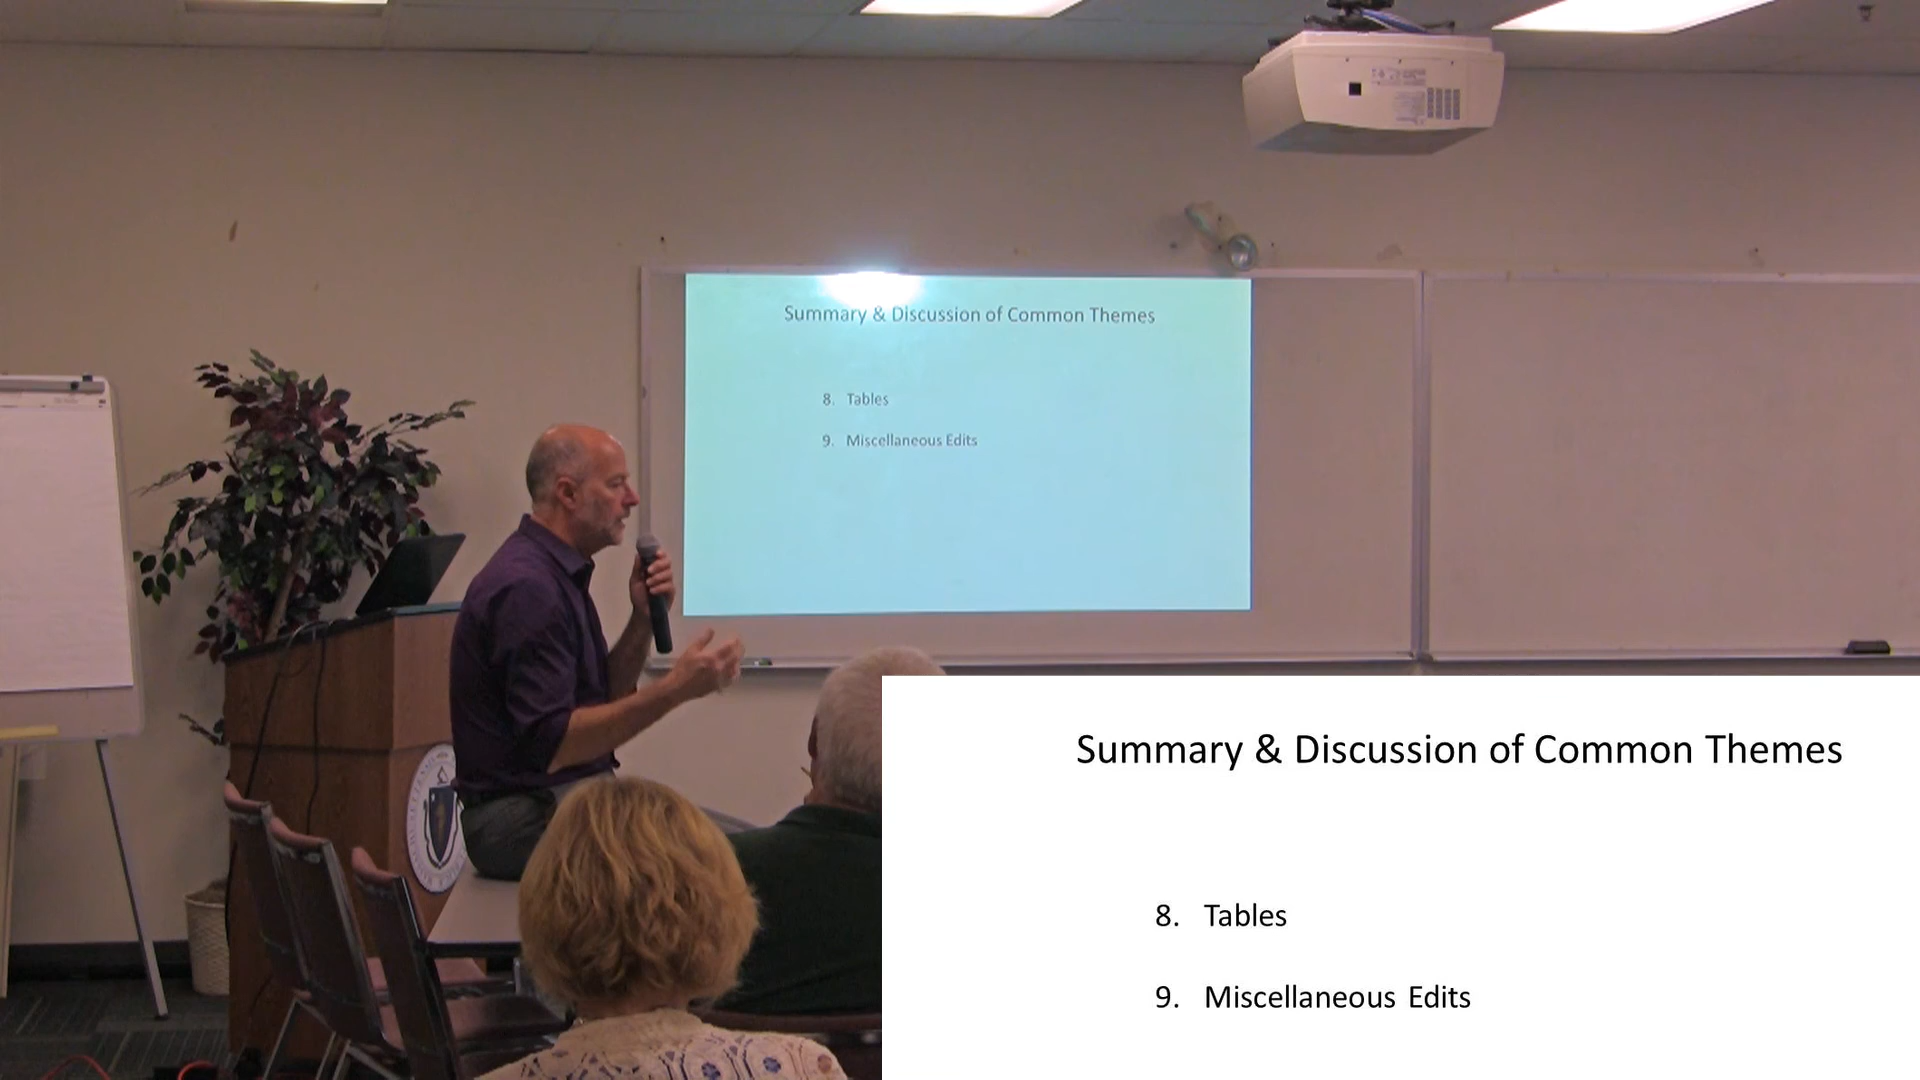 Summary & Discussion of Common Themes
8. Tables
9. Miscellaneous Edits
Summary & Discussion of Common Themes
8. Tables
9. Miscellaneous Edits